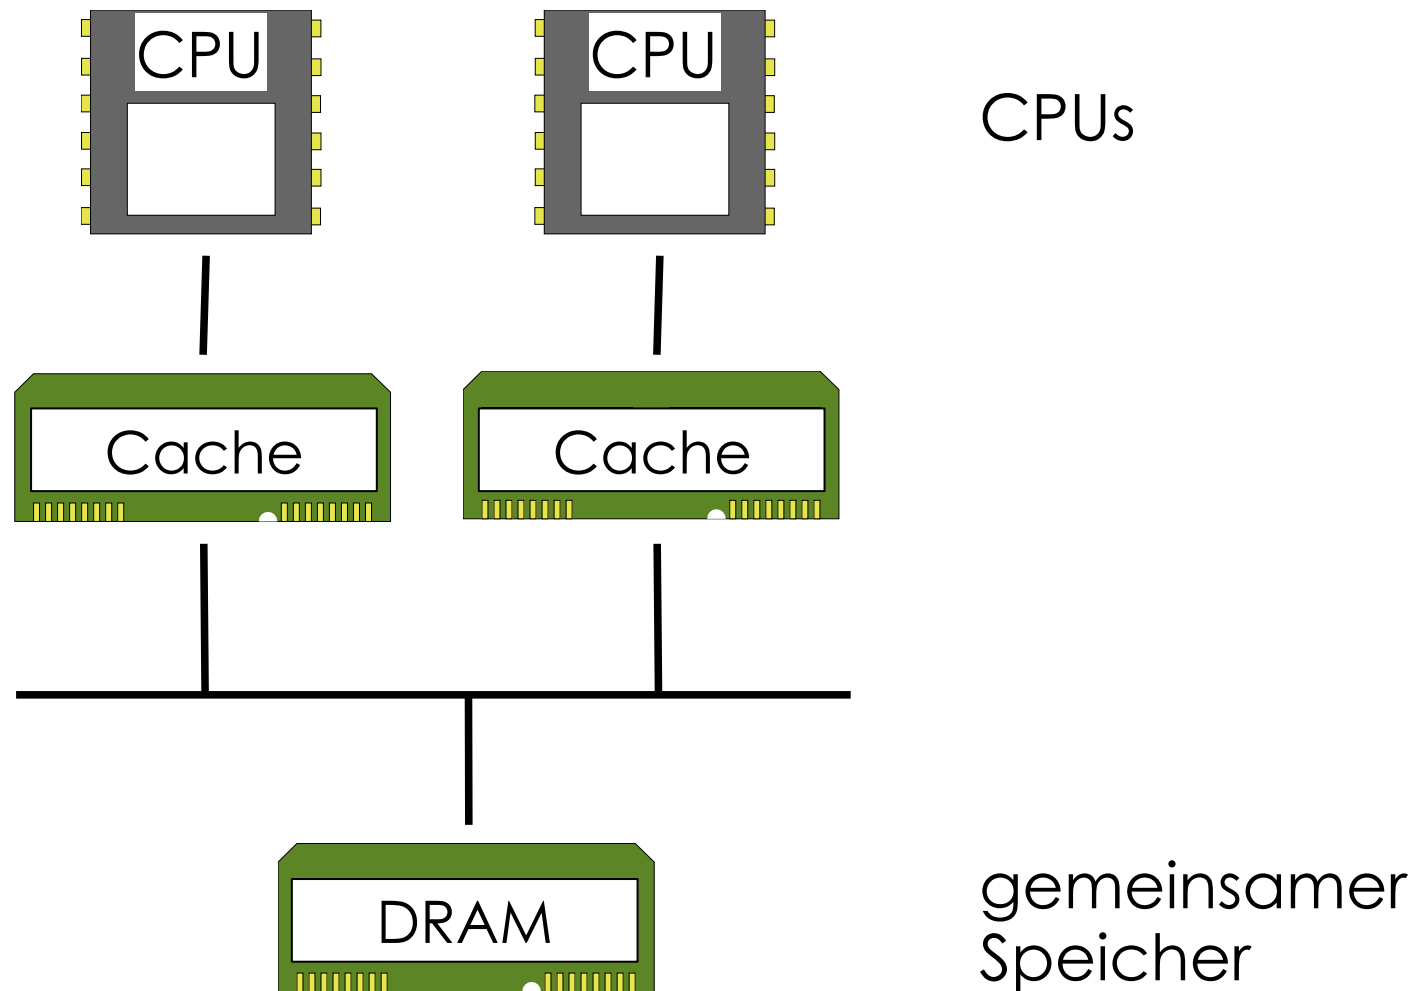 CPU
CPU
CPUs
Cache
Cache
DRAM
gemeinsamer
Speicher